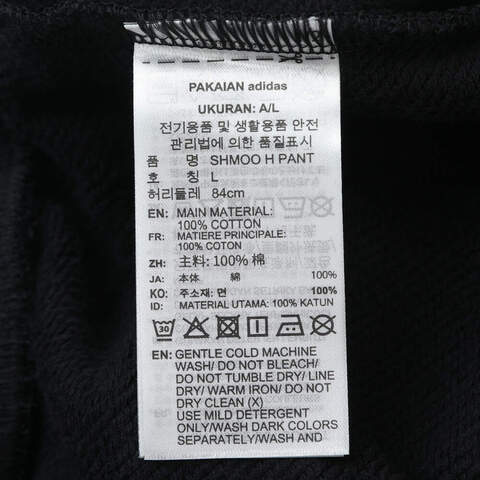 PAKAIAN adidas
UKURAN: A/L
전기용품 및 생활용품 안전
관리법에 의한 품질표시
품 명 SHMOO H PANT
호 칭 L
허리둘레 84cm
EN: MAIN MATERIAL:
100% COTTON
FR: MATIERE PRINCIPALE:
100% COTON
ZH: 主料: 100% 棉
JA: 本体 綿 100%
KO: 주소재: 면 100%
ID: MATERIAL UTAMA: 100% KATUN
30
EN: GENTLE COLD MACHINE
WASH/ DO NOT BLEACH/
DO NOT TUMBLE DRY/ LINE
DRY/ WARM IRON/ DO NOT
DRY CLEAN (X)
USE MILD DETERGENT
ONLY/WASH DARK COLORS
SEPARATELY/WASH AND